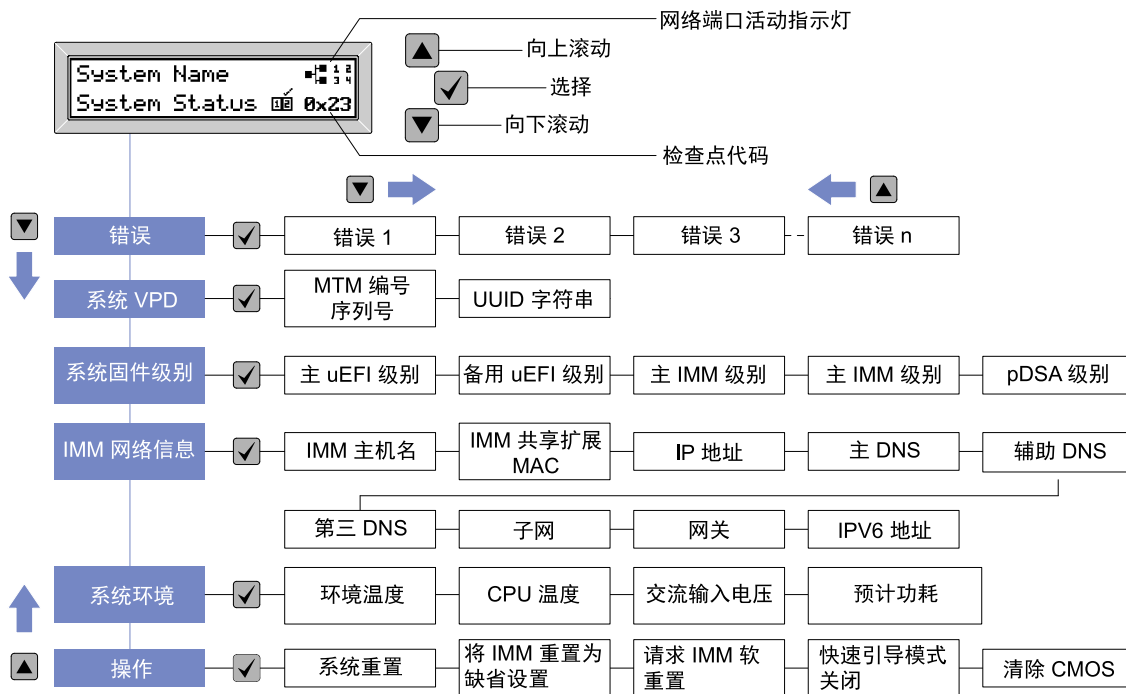 网络端口活动指示灯
System Name 1 2
3 4
System Status 12 0x23
向上滚动
选择
向下滚动
检查点代码
错误
错误 1
错误 2
错误 3
错误 n
系统 VPD
MTM 编号
序列号
UUID 字符串
系统固件级别
主 uEFI 级别
备用 uEFI 级别
主 IMM 级别
主 IMM 级别
pDSA 级别
IMM 网络信息
IMM 主机名
IMM 共享扩展
MAC
IP 地址
主 DNS
辅助 DNS
第三 DNS
子网
网关
IPV6 地址
系统环境
环境温度
CPU 温度
交流输入电压
预计功耗
操作
系统重置
将 IMM 重置为
缺省设置
请求 IMM 软
重置
快速引导模式
关闭
清除 CMOS